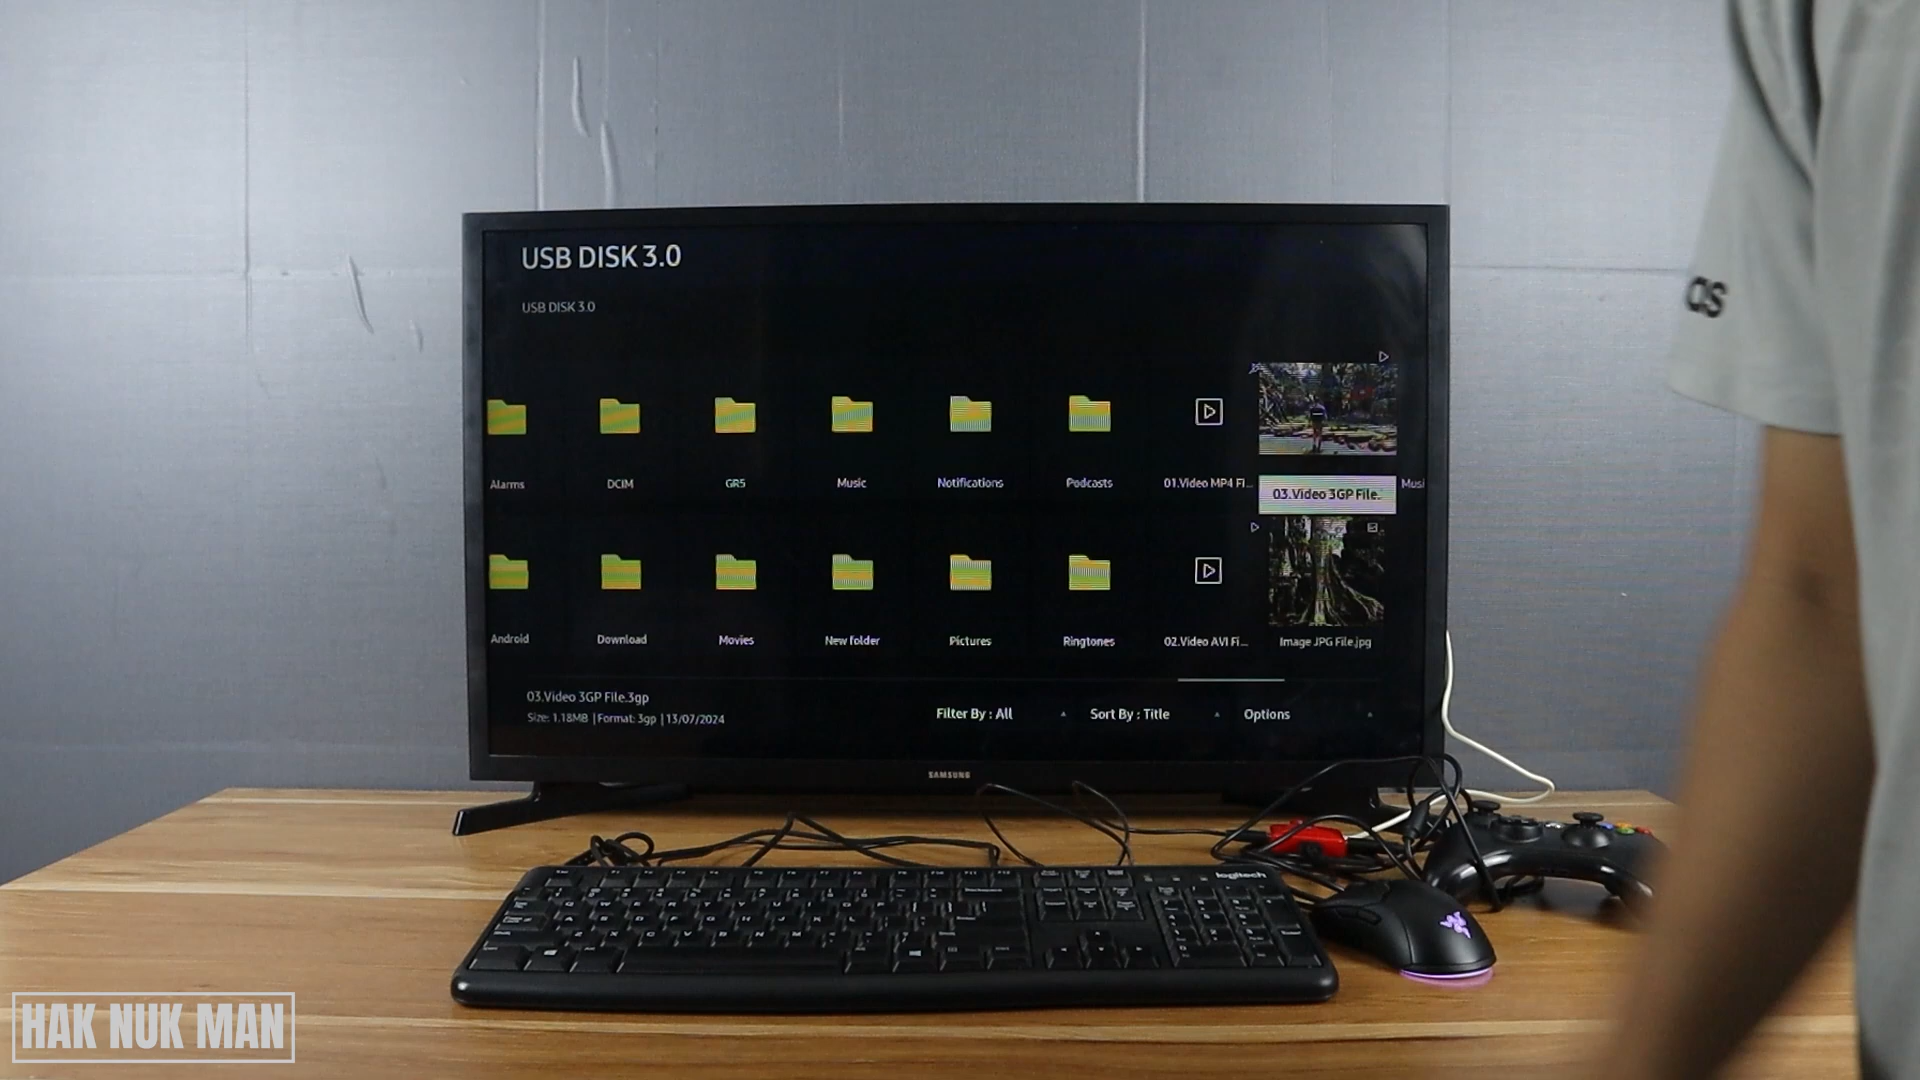 USB DISK 3.0
USB DISK 3.0
Alarms
DCIM
GR5
Music
Notifications
Podcasts
01.Video MP4 Fi...
03.Video 3GP File.
Musi
Android
Download
Movies
New folder
Pictures
Ringtones
02.Video AVI Fi...
Image JPG File.jpg
03.Video 3GP File.3gp
Size: 1.18MB | Format: 3gp | 13/07/2024
Filter By : All
Sort By : Title
Options
SAMSUNG
as
logitech
Q W E R T Y U I O P
A S D F G H J K L
Z X C V B N M
HAK NUK MAN